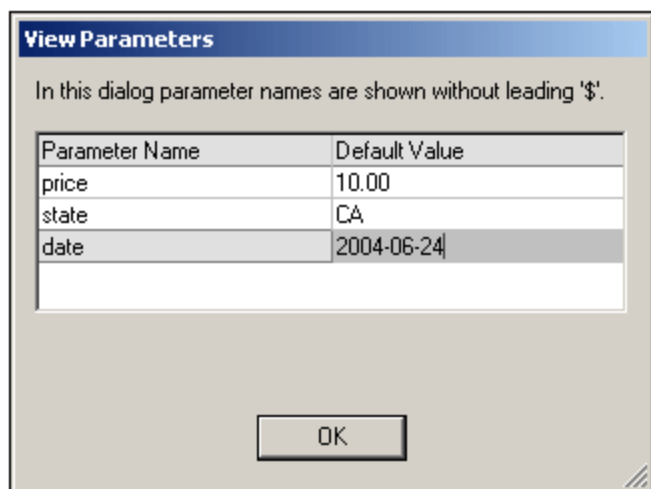 View Parameters
In this dialog parameter names are shown without leading '$'.
Parameter Name Default Value
price 10.00
state CA
date 2004-06-24
OK